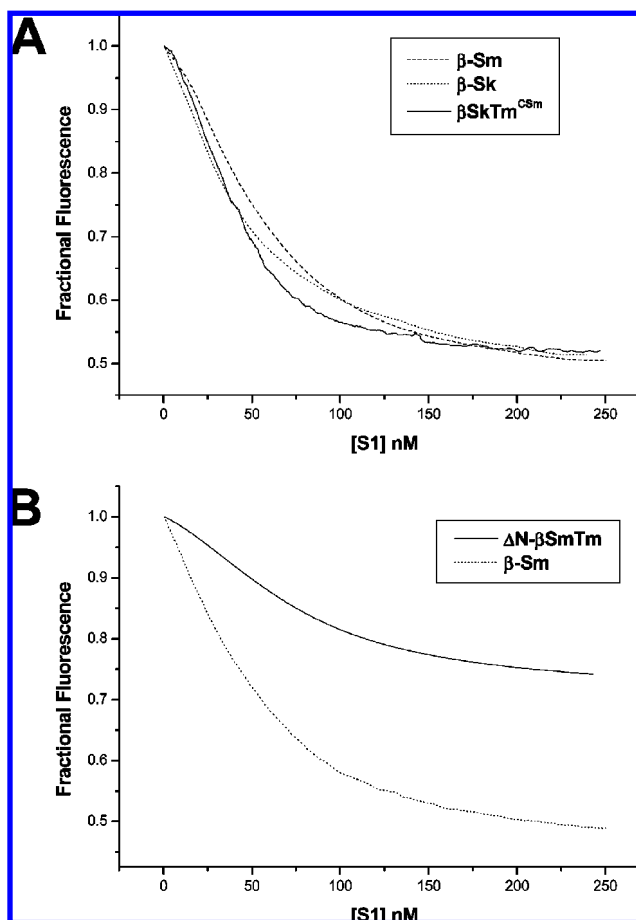 A
1.0
0.9
0.8
0.7
0.6
0.5
Fractional Fluorescence
β-Sm
β-Sk
βSkTm^CSm
0 50 100 150 200 250
[S1] nM
B
1.0
0.9
0.8
0.7
0.6
0.5
Fractional Fluorescence
ΔN-βSmTm
β-Sm
0 50 100 150 200 250
[S1] nM